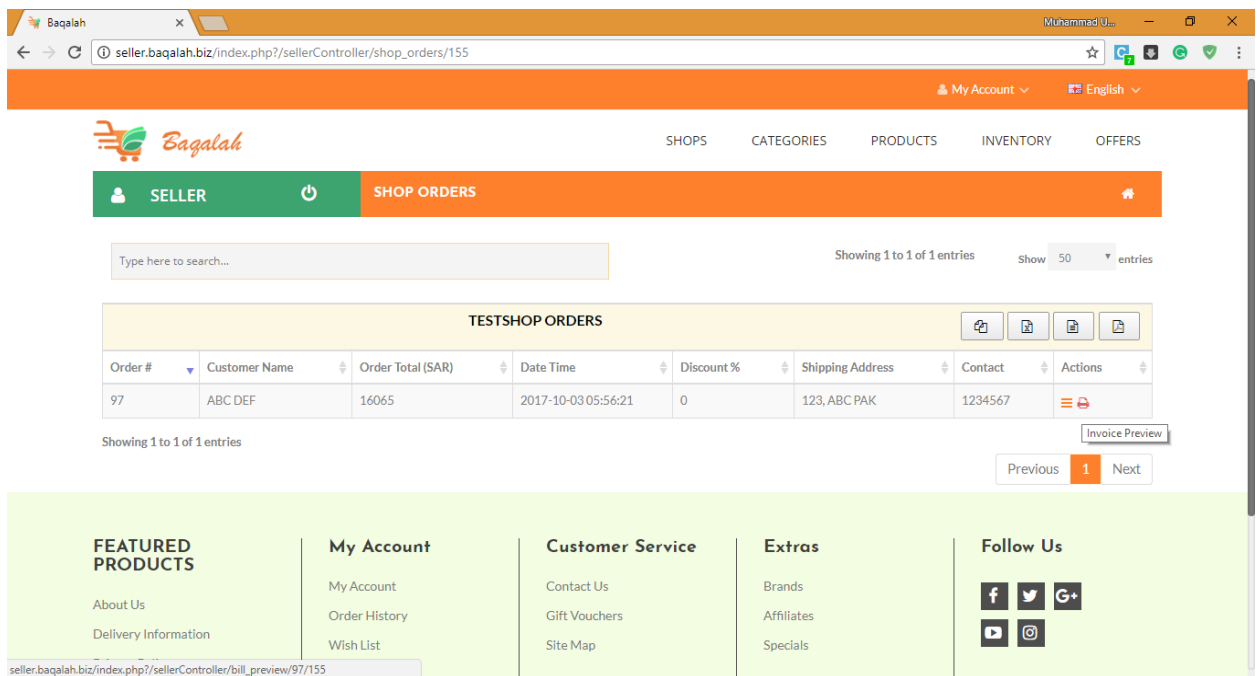 Baqalah
Muhammad U...
seller.baqalah.biz/index.php?/sellerController/shop_orders/155
My Account
English
Baqalah
SHOPS CATEGORIES PRODUCTS INVENTORY OFFERS
SELLER
SHOP ORDERS
Type here to search...
Showing 1 to 1 of 1 entries
Show 50 entries
TESTSHOP ORDERS
Order # Customer Name Order Total (SAR) Date Time Discount % Shipping Address Contact Actions
97 ABC DEF 16065 2017-10-03 05:56:21 0 123, ABC PAK 1234567
Invoice Preview
Showing 1 to 1 of 1 entries
Previous 1 Next
FEATURED
PRODUCTS
About Us
Delivery Information
My Account
My Account
Order History
Wish List
Customer Service
Contact Us
Gift Vouchers
Site Map
Extras
Brands
Affiliates
Specials
Follow Us
G+
seller.baqalah.biz/index.php?/sellerController/bill_preview/97/155